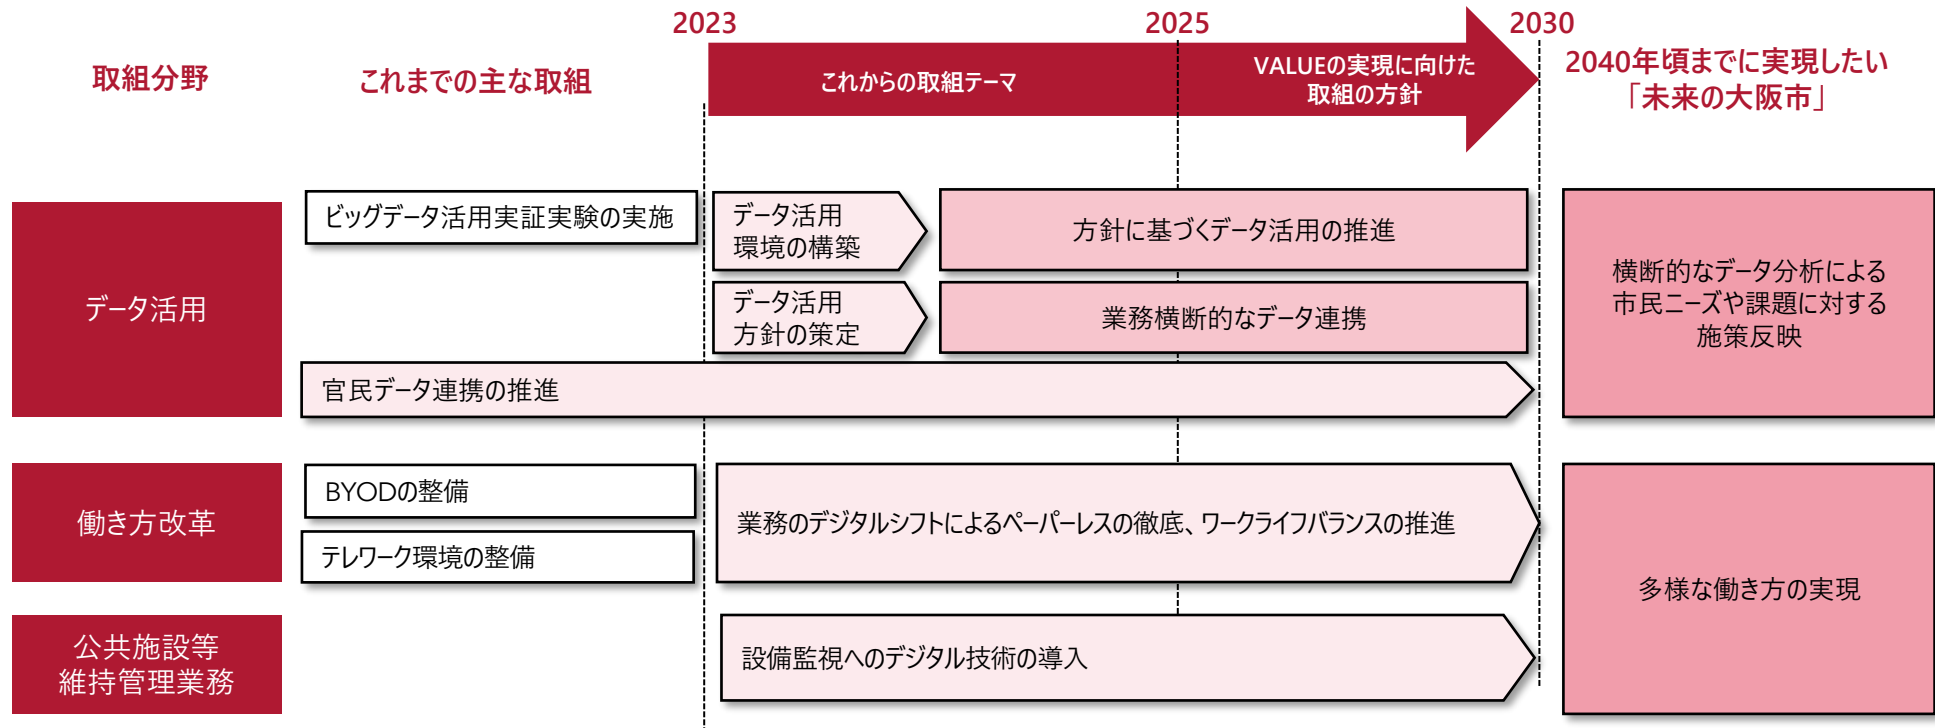 2023
2025
2030
取組分野
これまでの主な取組
これからの取組テーマ
VALUEの実現に向けた
取組の方針
2040年頃までに実現したい
「未来の大阪市」
データ活用
ビッグデータ活用実証実験の実施
データ活用
環境の構築
方針に基づくデータ活用の推進
データ活用
方針の策定
業務横断的なデータ連携
官民データ連携の推進
横断的なデータ分析による
市民ニーズや課題に対する
施策反映
働き方改革
BYODの整備
テレワーク環境の整備
業務のデジタルシフトによるペーパーレスの徹底、ワークライフバランスの推進
公共施設等
維持管理業務
設備監視へのデジタル技術の導入
多様な働き方の実現